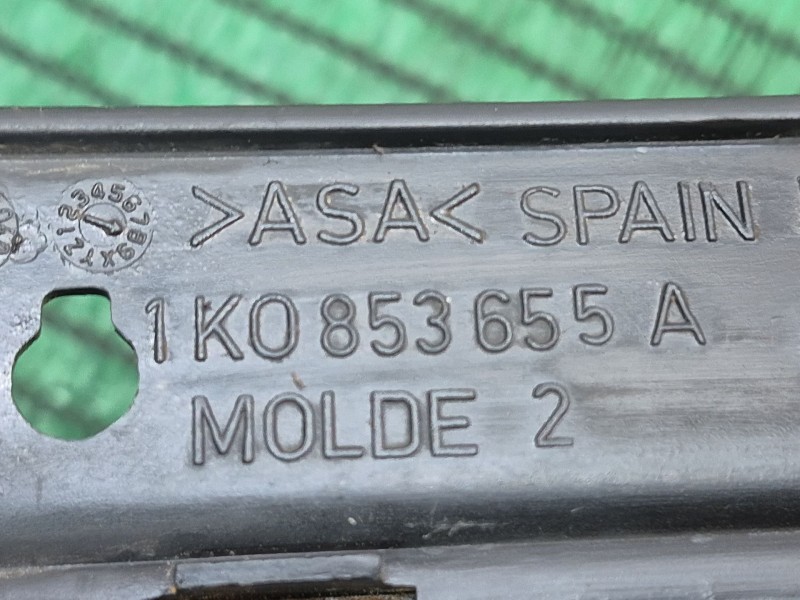 >ASA< SPAIN
1K0 853 655 A
MOLDE 2